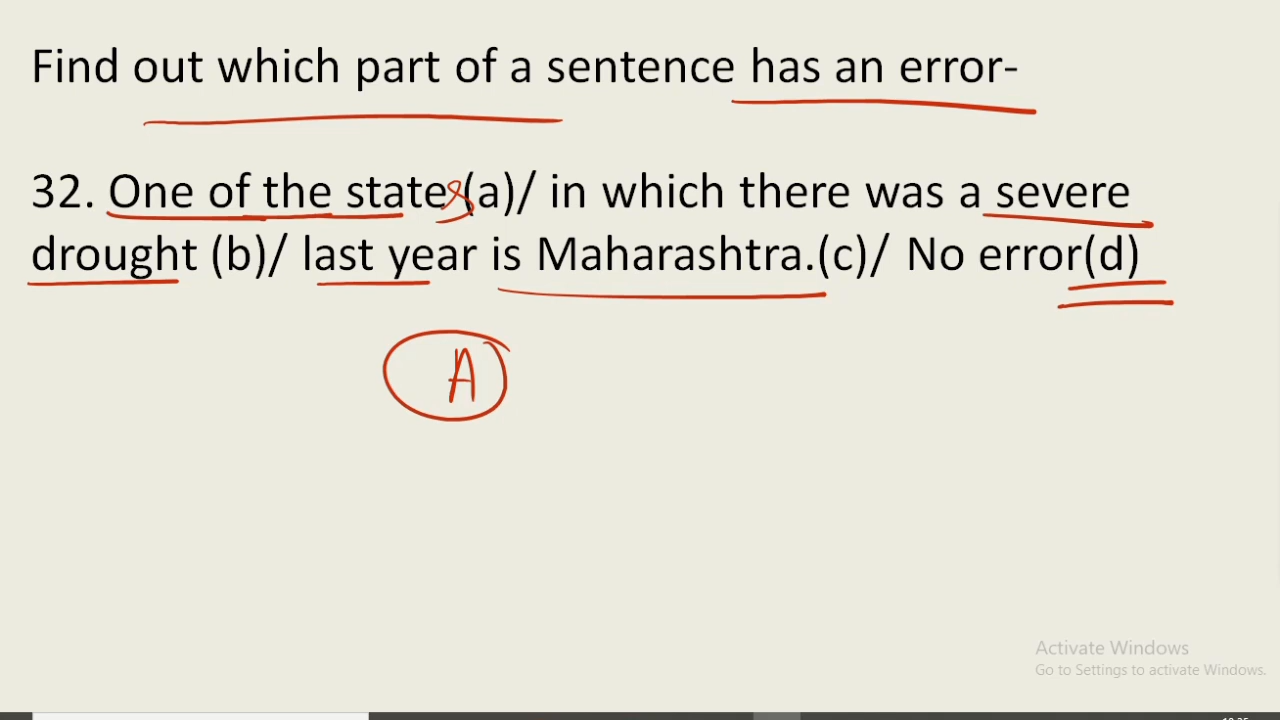 Find out which part of a sentence has an error-
32. One of the states(a)/ in which there was a severe
drought (b)/ last year is Maharashtra.(c)/ No error(d)
A
Activate Windows
Go to Settings to activate Windows.